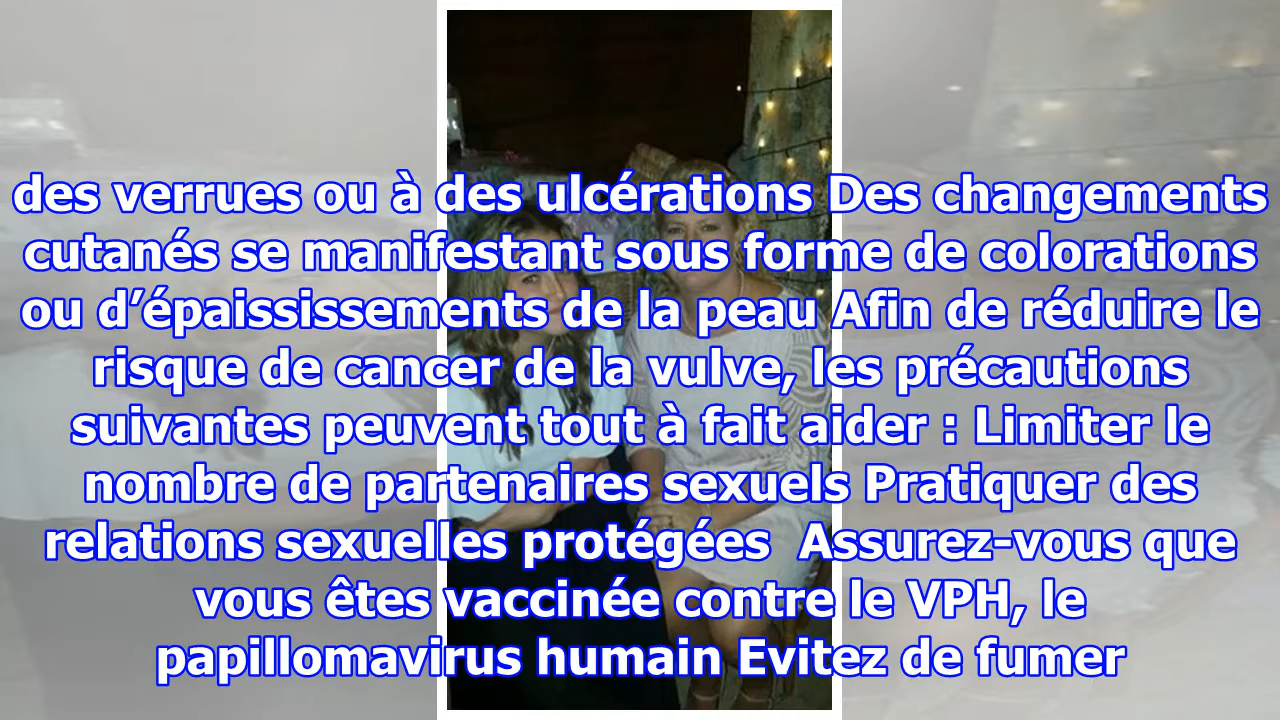 des verrues ou à des ulcérations Des changements
cutanés se manifestant sous forme de colorations
ou d’épaississements de la peau Afin de réduire le
risque de cancer de la vulve, les précautions
suivantes peuvent tout à fait aider : Limiter le
nombre de partenaires sexuels Pratiquer des
relations sexuelles protégées  Assurez-vous que
vous êtes vaccinée contre le VPH, le
papillomavirus humain Evitez de fumer